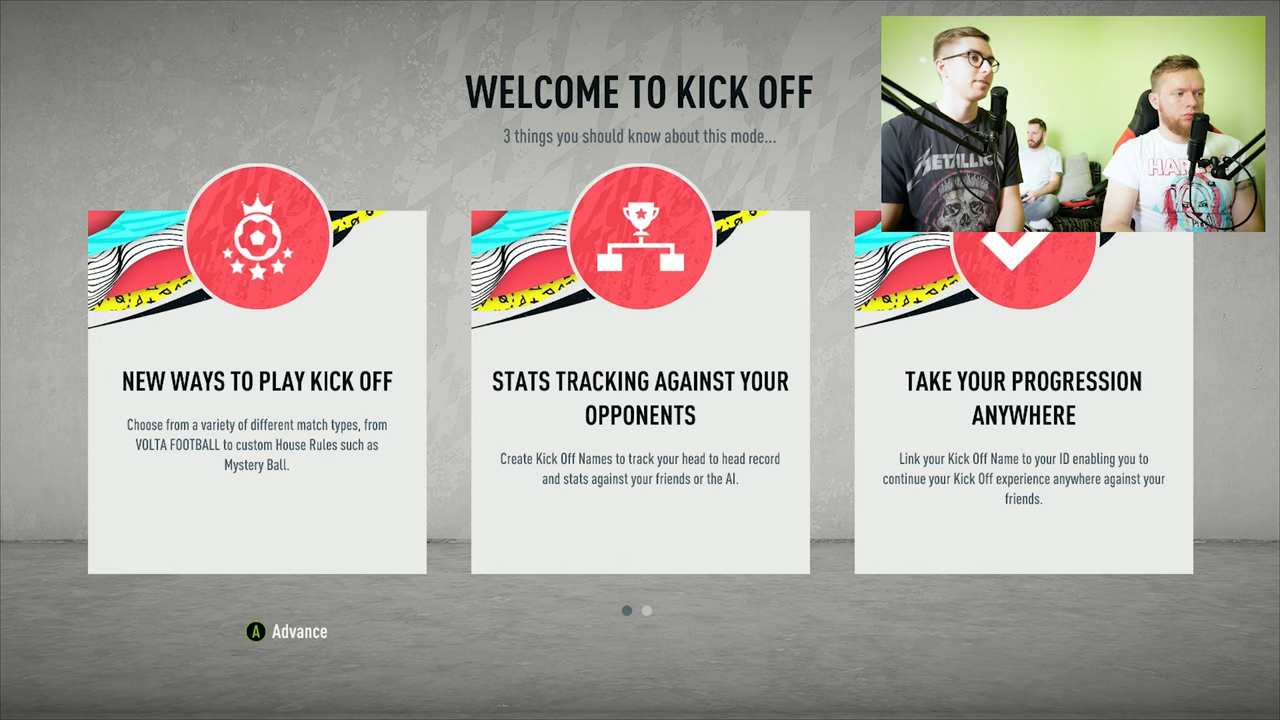 WELCOME TO KICK OFF
3 things you should know about this mode...
METALLIC
HAR
NEW WAYS TO PLAY KICK OFF
Choose from a variety of different match types, from
VOLTA FOOTBALL to custom House Rules such as
Mystery Ball.
STATS TRACKING AGAINST YOUR
OPPONENTS
Create Kick Off Names to track your head to head record
and stats against your friends or the AI.
TAKE YOUR PROGRESSION
ANYWHERE
Link your Kick Off Name to your ID enabling you to
continue your Kick Off experience anywhere against your
friends.
A Advance